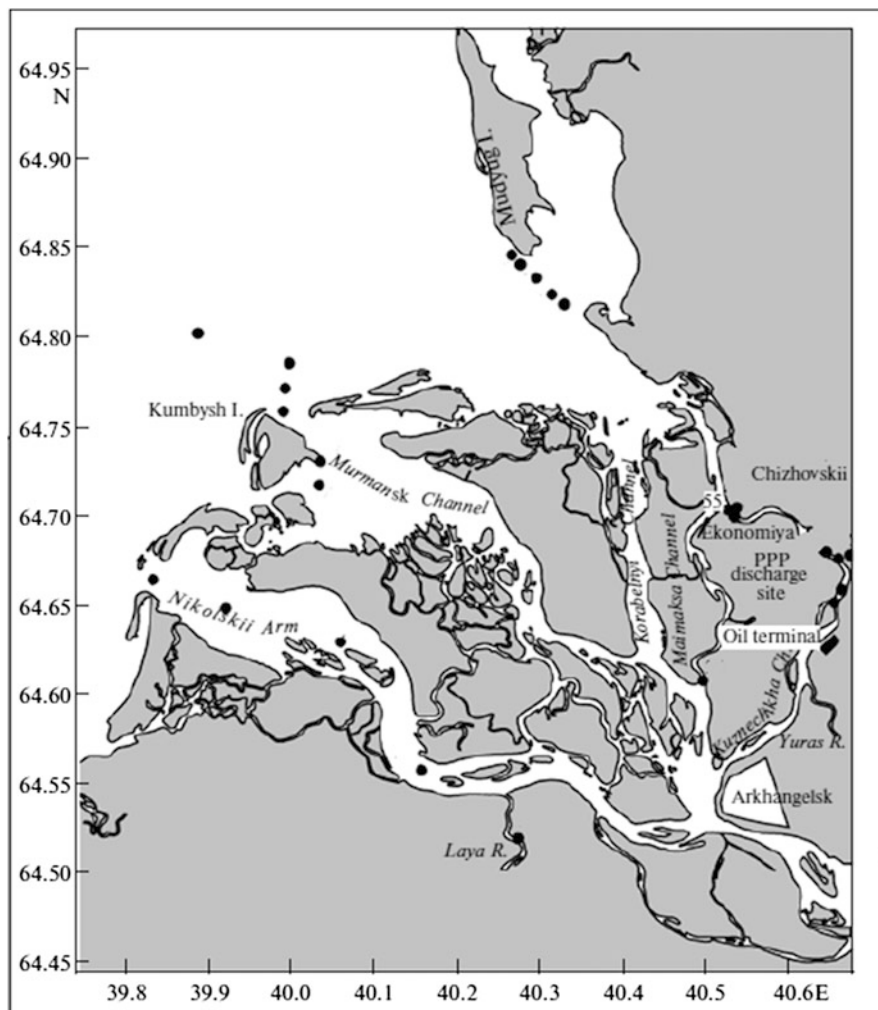 64.95
N
64.90
64.85
64.80
64.75
64.70
64.65
64.60
64.55
64.50
64.45
39.8
39.9
40.0
40.1
40.2
40.3
40.4
40.5
40.6E
Mudyug I.
Kumbysh I.
Murmansk Channel
Nikolskii Arm
Korabelnyi Channel
Maimaksa Channel
55
Chizhovskii
Ekonomiya
PPP
discharge
site
Oil terminal
Kuznechkha Ch.
Yuras R.
Arkhangelsk
Laya R.